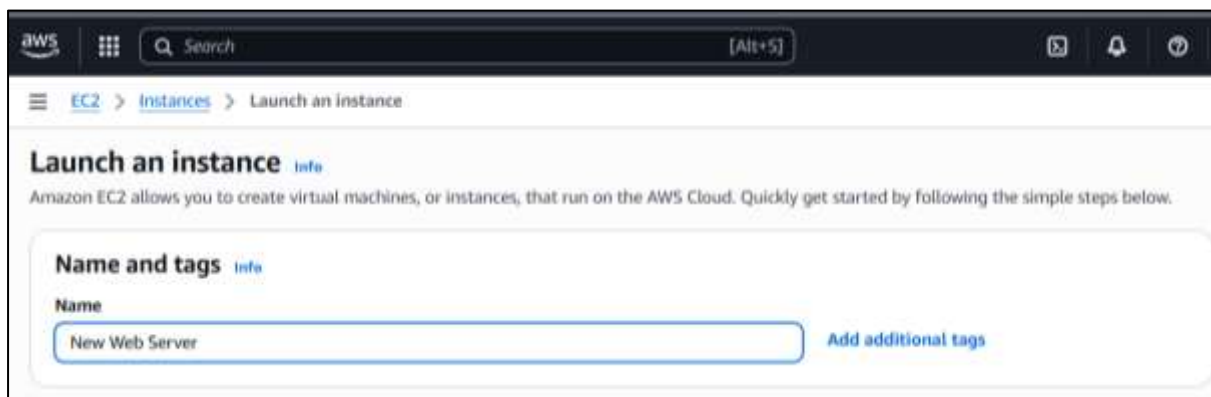 aws Search [Alt+S]
EC2 > Instances > Launch an instance
Launch an instance Info
Amazon EC2 allows you to create virtual machines, or instances, that run on the AWS Cloud. Quickly get started by following the simple steps below.
Name and tags Info
Name
New Web Server Add additional tags